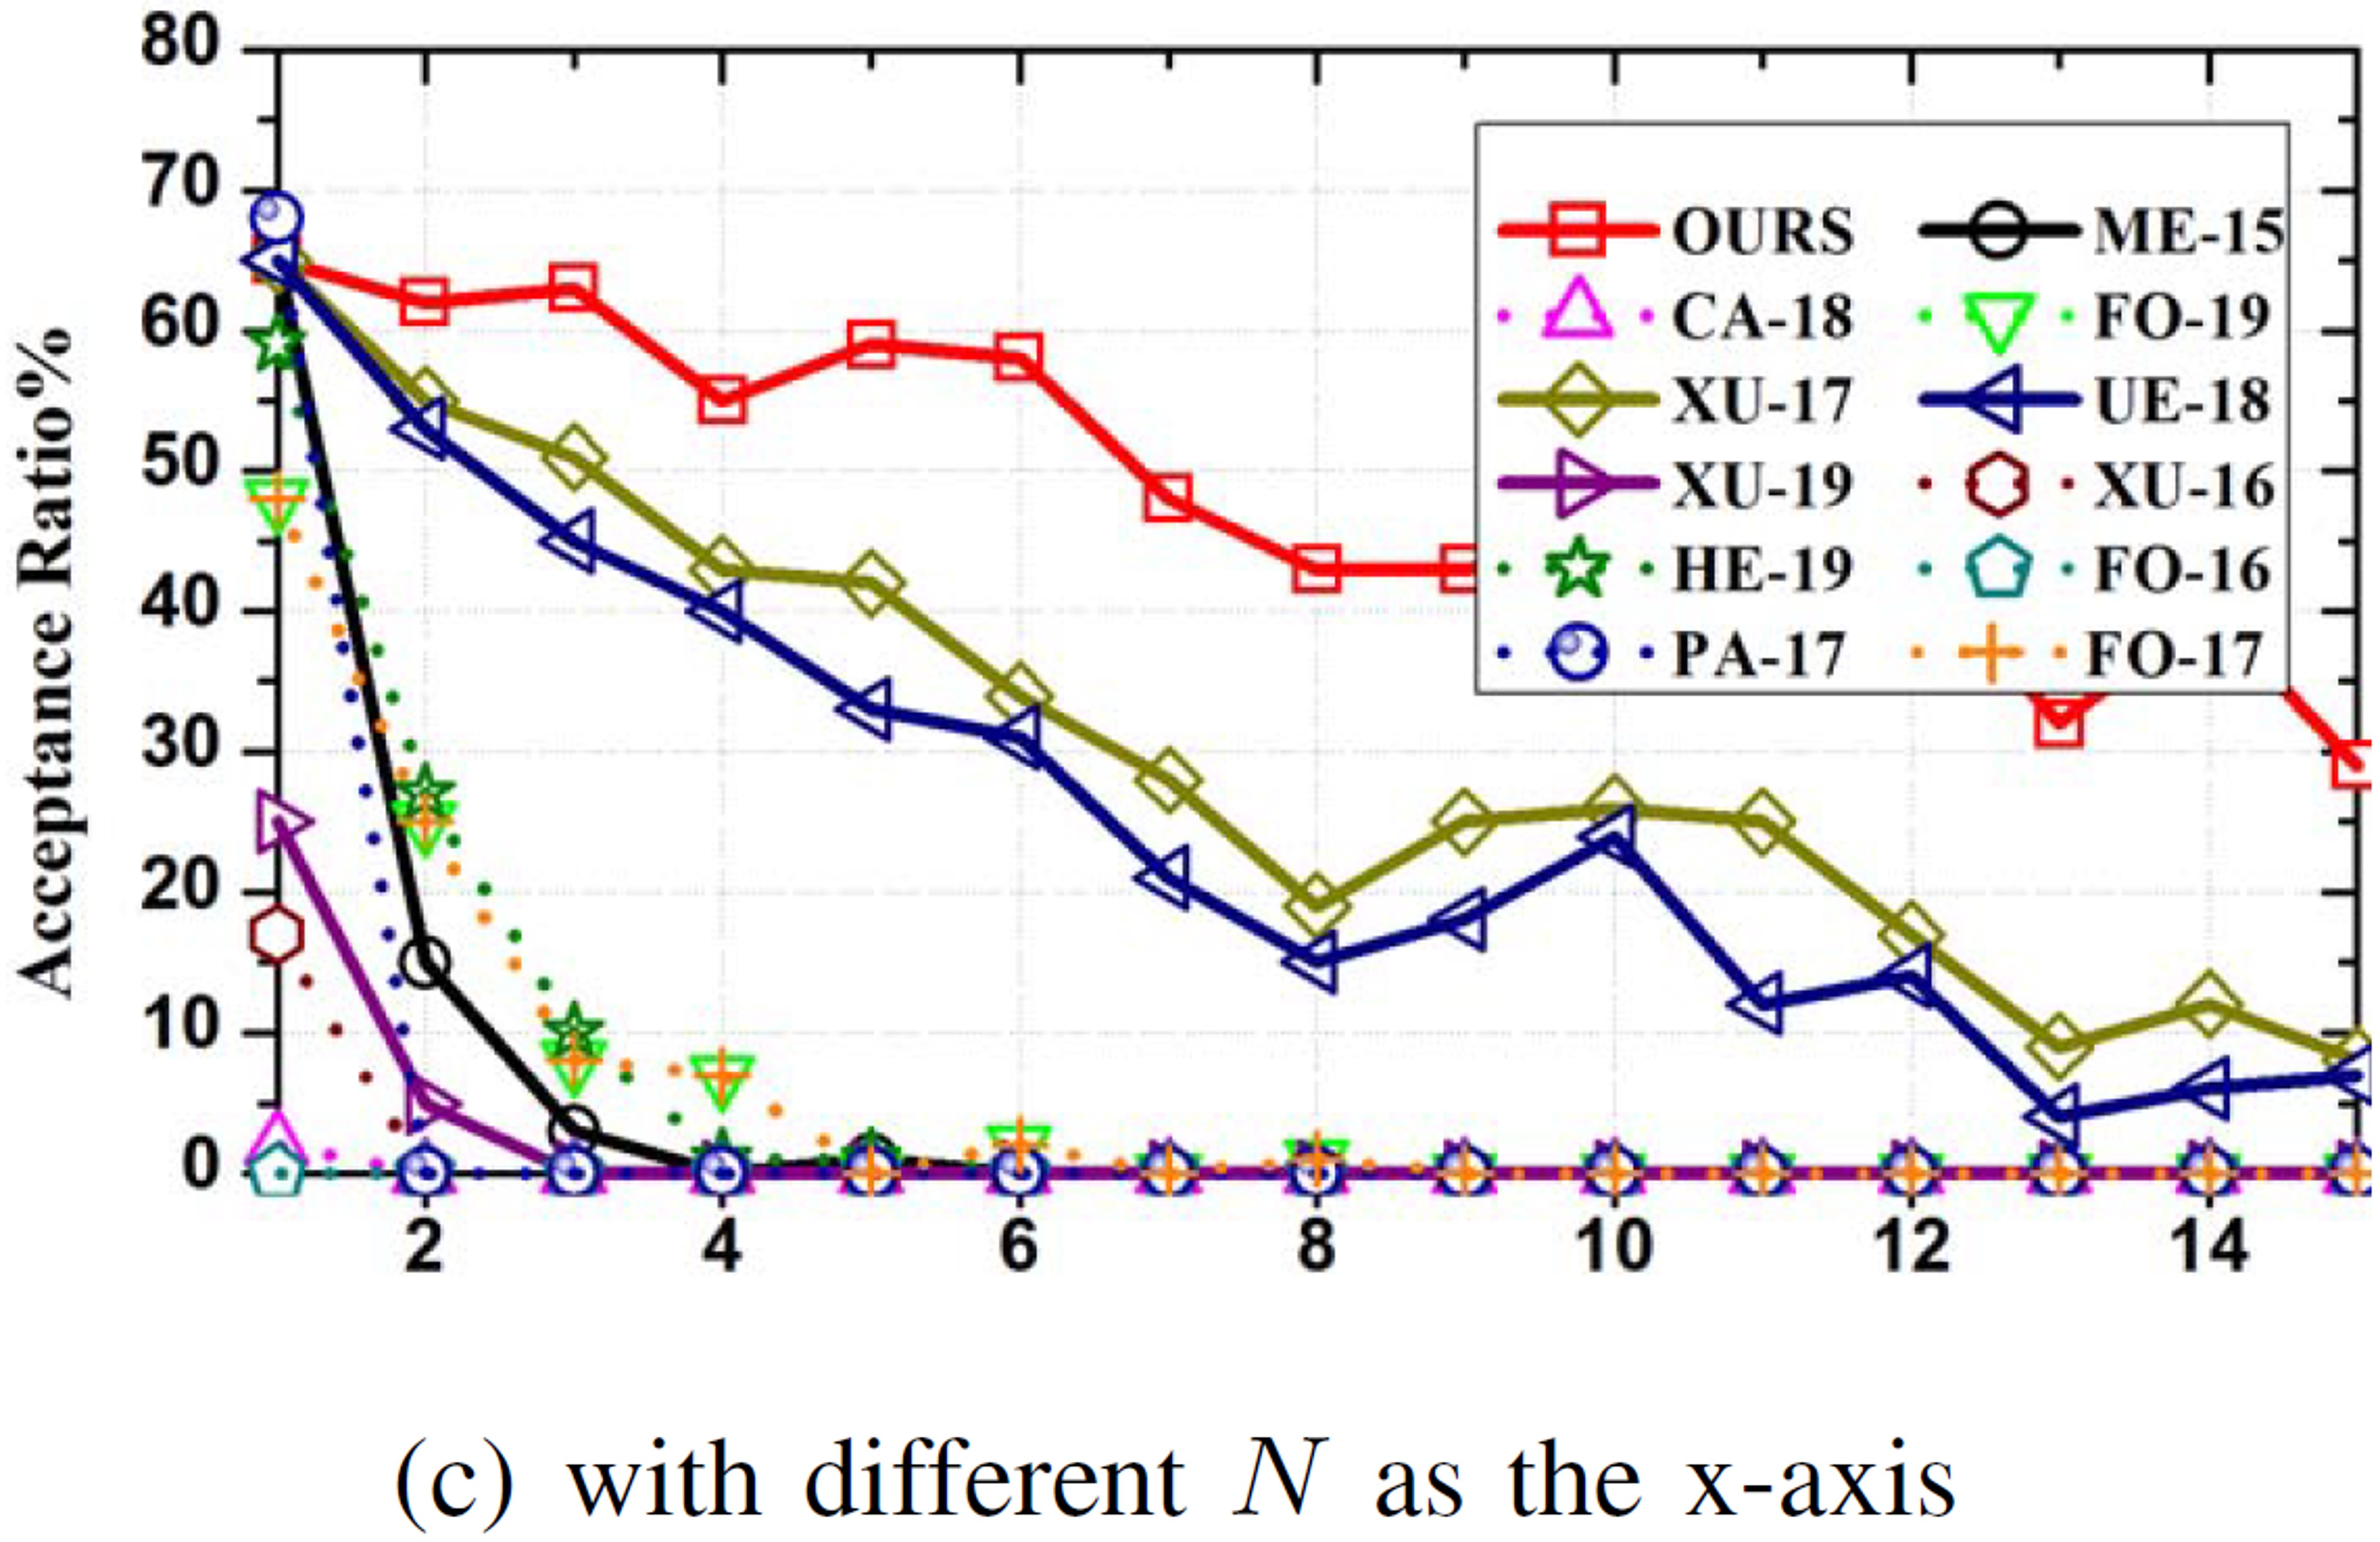 80
70
60
50
40
30
20
10
0
Accceptance Ratio%
OURS ME-15
CA-18 FO-19
XU-17 UE-18
XU-19 XU-16
HE-19 FO-16
PA-17 FO-17
2 4 6 8 10 12 14
(c) with different N as the x-axis